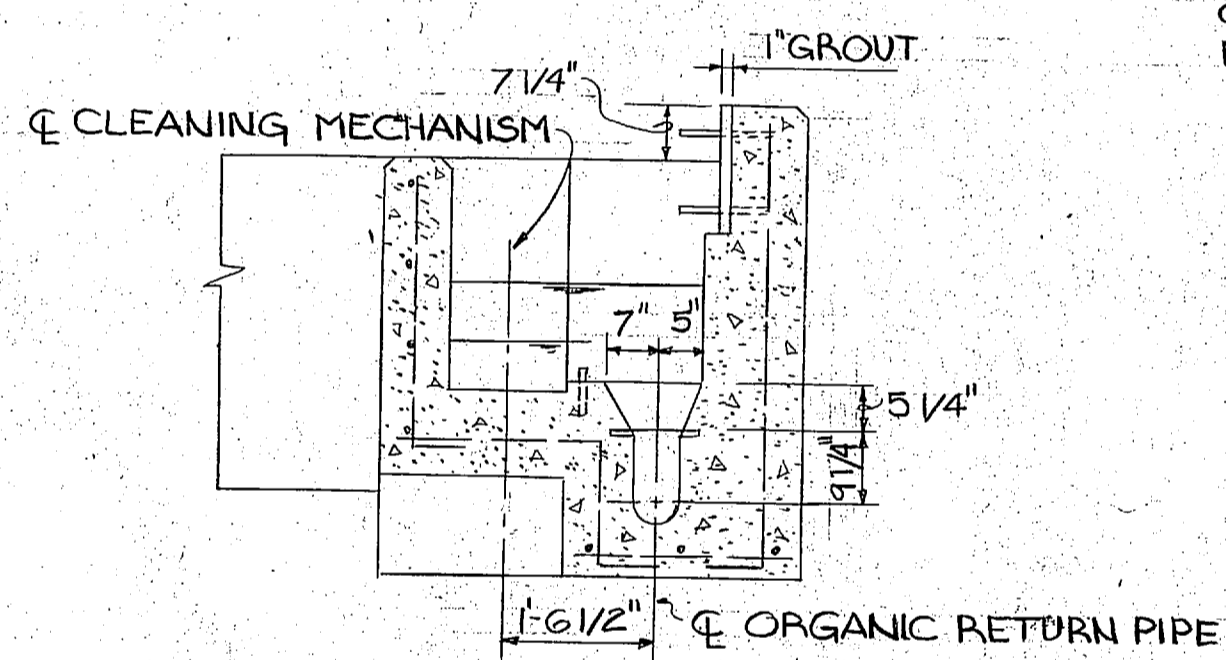 1" GROUT
7 1/4"
℄ CLEANING MECHANISM
7" 5"
5 1/4"
9 1/4"
1'-6 1/2"
℄ ORGANIC RETURN PIPE